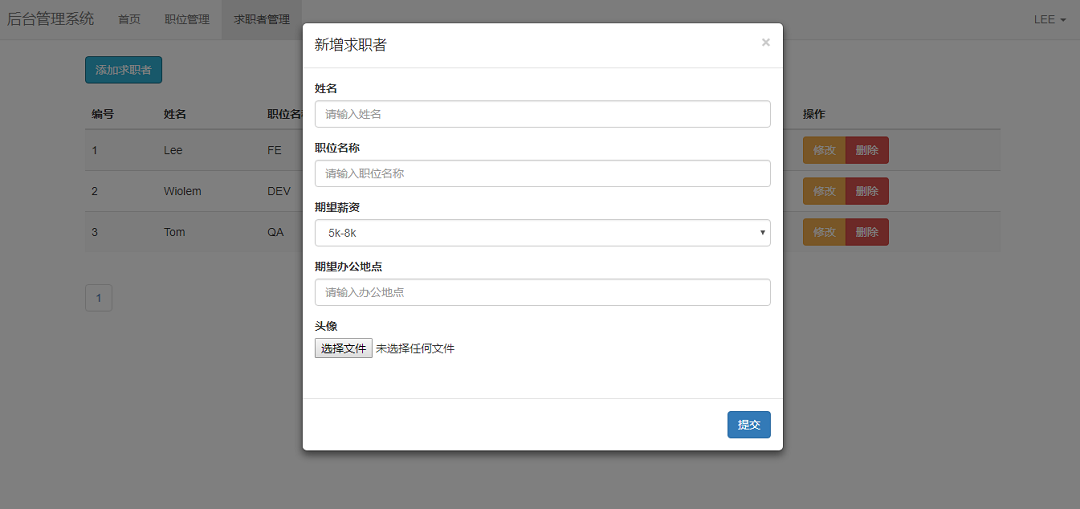 后台管理系统 首页 职位管理 求职者管理 LEE
添加求职者
新增求职者 ×
姓名
请输入姓名
职位名称
请输入职位名称
期望薪资
5k-8k
期望办公地点
请输入办公地点
头像
选择文件 未选择任何文件
提交
编号 姓名 职位名 操作
1 Lee FE 修改 删除
2 Wiolem DEV 修改 删除
3 Tom QA 修改 删除
1